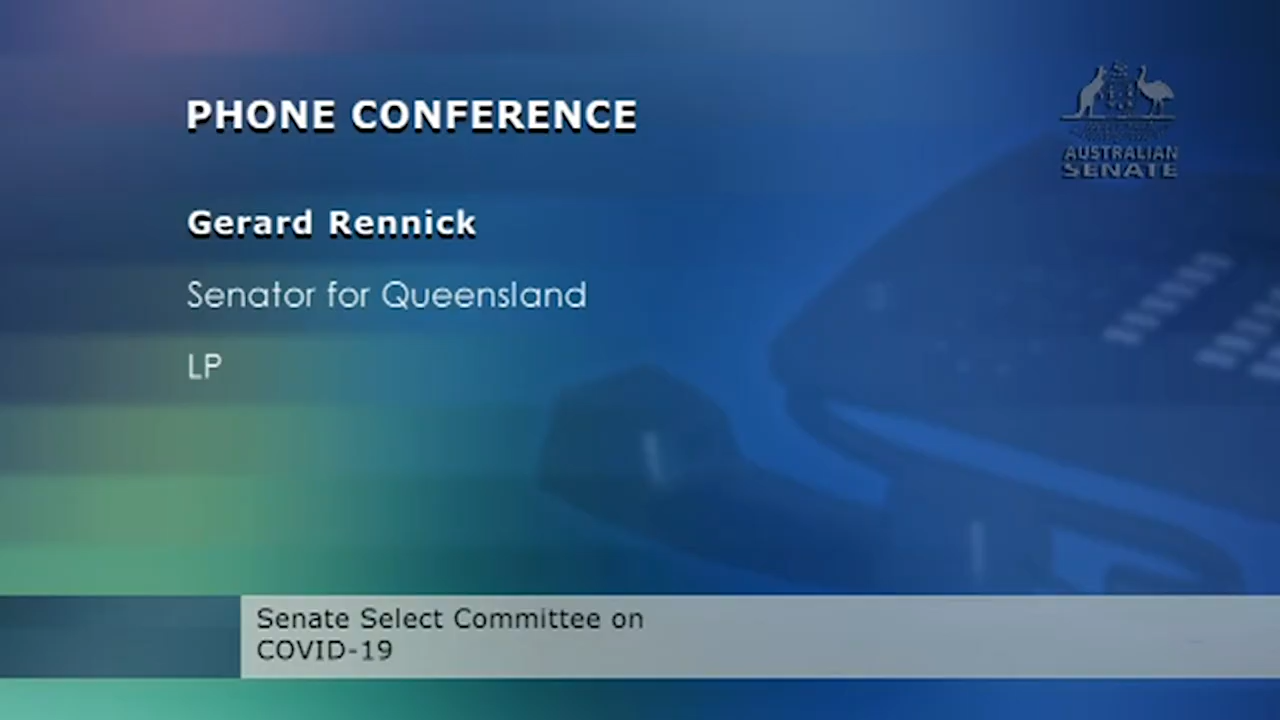 PHONE CONFERENCE
AUSTRALIAN
SENATE
Gerard Rennick
Senator for Queensland
LP
Senate Select Committee on
COVID-19